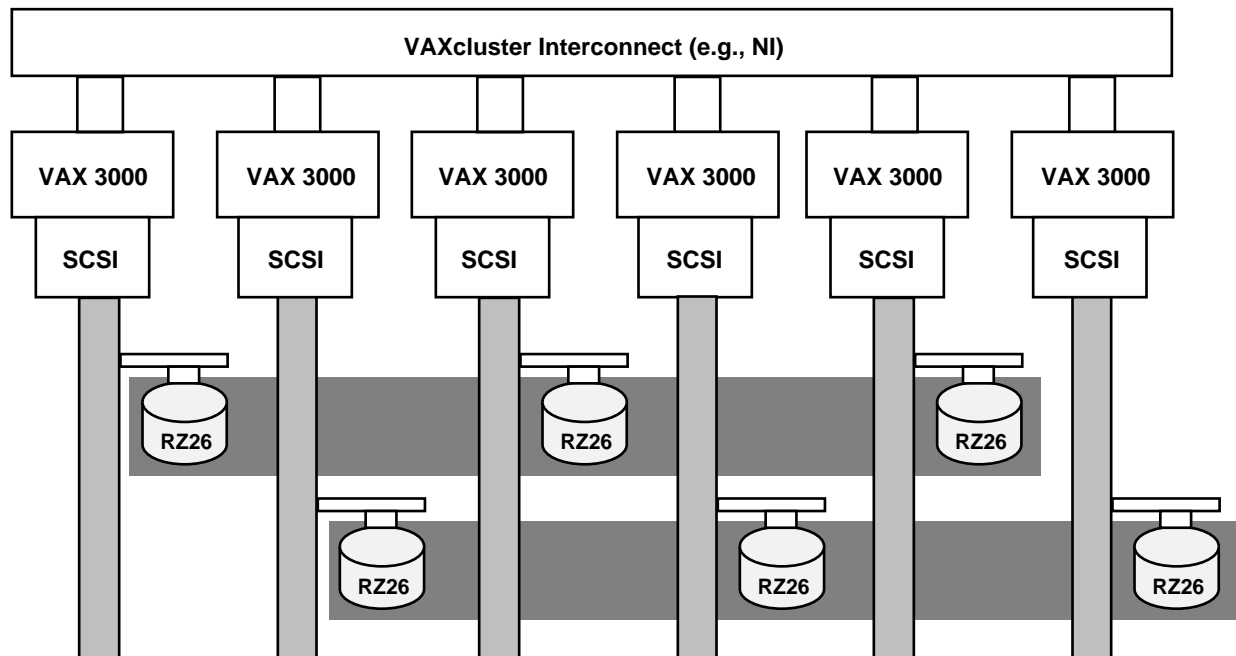 VAXcluster Interconnect (e.g., NI)
VAX 3000 VAX 3000 VAX 3000 VAX 3000 VAX 3000 VAX 3000
SCSI SCSI SCSI SCSI SCSI SCSI
RZ26 RZ26 RZ26
RZ26 RZ26 RZ26